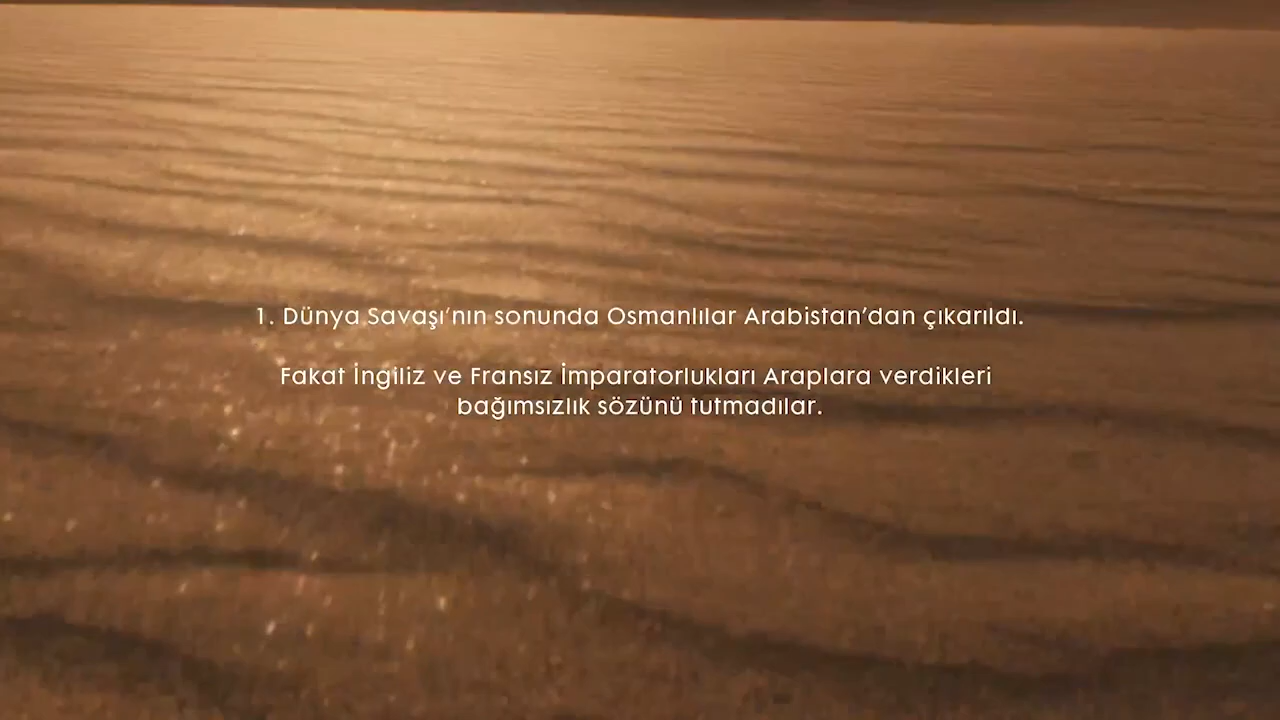 1. Dünya Savaşı'nın sonunda Osmanlılar Arabistan'dan çıkarıldı.
Fakat İngiliz ve Fransız İmparatorlukları Araplara verdikleri
bağımsızlık sözünü tutmadılar.